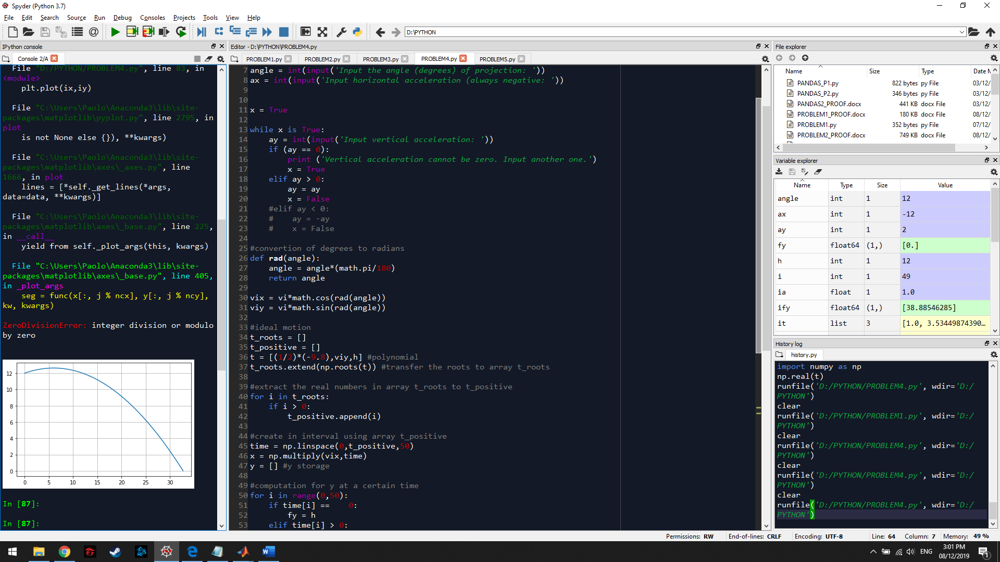 Spyder (Python 3.7)
File Edit Search Source Run Debug Consoles Projects Tools View Help
D:\PYTHON
IPython console
Console 2/A
File "D:/PYTHON/PROBLEM4.py", line 83, in
<module>
plt.plot(ix,iy)
File "C:\Users\Paolo\Anaconda3\lib\site-
packages\matplotlib\pyplot.py", line 2795, in
plot
is not None else {}), **kwargs)
File "C:\Users\Paolo\Anaconda3\lib\site-
packages\matplotlib\axes\_axes.py", line
1666, in plot
lines = [*self._get_lines(*args,
data=data, **kwargs)]
File "C:\Users\Paolo\Anaconda3\lib\site-
packages\matplotlib\axes\_base.py", line 225,
in __call__
yield from self._plot_args(this, kwargs)
File "C:\Users\Paolo\Anaconda3\lib\site-
packages\matplotlib\axes\_base.py", line 405,
in _plot_args
seg = func(x[:, j % ncx], y[:, j % ncy],
kw, kwargs)
ZeroDivisionError: integer division or modulo
by zero
12
10
8
6
4
2
0
0 5 10 15 20 25 30
In [87]:
In [87]:
Editor - D:\PYTHON\PROBLEM4.py
PROBLEM1.py PROBLEM2.py PROBLEM3.py PROBLEM4.py PROBLEM5.py
7 angle = int(input('Input the angle (degrees) of projection: '))
8 ax = int(input('Input horizontal acceleration (always negative: '))
9
10
11 x = True
12
13 while x is True:
14 ay = int(input('Input vertical acceleration: '))
15 if (ay == 0):
16 print ('Vertical acceleration cannot be zero. Input another one.')
17 x = True
18 elif ay > 0:
19 ay = ay
20 x = False
21 #elif ay < 0:
22 # ay = -ay
23 # x = False
24
25 #convertion of degrees to radians
26 def rad(angle):
27 angle = angle*(math.pi/180)
28 return angle
29
30 vix = vi*math.cos(rad(angle))
31 viy = vi*math.sin(rad(angle))
32
33 #ideal motion
34 t_roots = []
35 t_positive = []
36 t = [(1/2)*(-9.8),viy,h] #polynomial
37 t_roots.extend(np.roots(t)) #transfer the roots to array t_roots
38
39 #extract the real numbers in array t_roots to t_positive
40 for i in t_roots:
41 if i > 0:
42 t_positive.append(i)
43
44 #create in interval using array t_positive
45 time = np.linspace(0,t_positive,50)
46 x = np.multiply(vix,time)
47 y = [] #y storage
48
49 #computation for y at a certain time
50 for i in range(0,50):
51 if time[i] == 0:
52 fy = h
53 elif time[i] > 0:
File explorer
Name Size Type Date M
PANDAS_P1.py 822 bytes py File 03/12/
PANDAS_P2.py 346 bytes py File 03/12/
PANDAS2_PROOF.docx 441 KB docx File 03/12/
PROBLEM1_PROOF.docx 180 KB docx File 08/12/
PROBLEM1.py 352 bytes py File 07/12/
PROBLEM2_PROOF.docx 749 KB docx File 08/12/
Variable explorer
Name Type Size Value
angle int 1 12
ax int 1 -12
ay int 1 2
fy float64 (1,) [0.]
h int 1 12
i int 1 49
ia float 1 1.0
ify float64 (1,) [38.88546285]
it list 3 [1.0, 3.53449874390...
History log
history.py
import numpy as np
np.real(t)
runfile('D:/PYTHON/PROBLEM4.py', wdir='D:/
PYTHON')
clear
runfile('D:/PYTHON/PROBLEM1.py', wdir='D:/
PYTHON')
clear
runfile('D:/PYTHON/PROBLEM4.py', wdir='D:/
PYTHON')
clear
runfile('D:/PYTHON/PROBLEM4.py', wdir='D:/
PYTHON')
clear
runfile('D:/PYTHON/PROBLEM4.py', wdir='D:/
PYTHON')
Permissions: RW End-of-lines: CRLF Encoding: UTF-8 Line: 64 Column: 7 Memory: 49 %
ENG
3:01 PM
08/12/2019
1